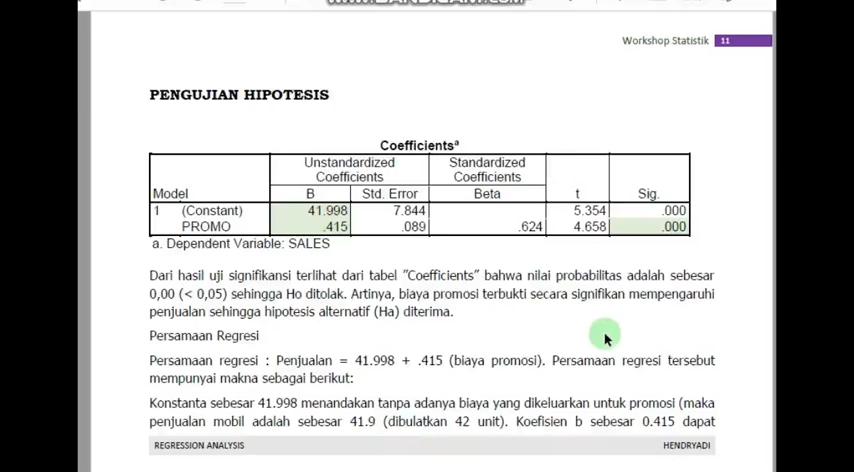 www.BANDICAM.COM
Workshop Statistik 11
PENGUJIAN HIPOTESIS
Coefficientsa
Unstandardized Coefficients Standardized Coefficients
Model B Std. Error Beta t Sig.
1 (Constant) 41.998 7.844 5.354 .000
PROMO .415 .089 .624 4.658 .000
a. Dependent Variable: SALES
Dari hasil uji signifikansi terlihat dari tabel "Coefficients" bahwa nilai probabilitas adalah sebesar
0,00 (< 0,05) sehingga Ho ditolak. Artinya, biaya promosi terbukti secara signifikan mempengaruhi
penjualan sehingga hipotesis alternatif (Ha) diterima.
Persamaan Regresi
Persamaan regresi : Penjualan = 41.998 + .415 (biaya promosi). Persamaan regresi tersebut
mempunyai makna sebagai berikut:
Konstanta sebesar 41.998 menandakan tanpa adanya biaya yang dikeluarkan untuk promosi (maka
penjualan mobil adalah sebesar 41.9 (dibulatkan 42 unit). Koefisien b sebesar 0.415 dapat
REGRESSION ANALYSIS HENDRYADI